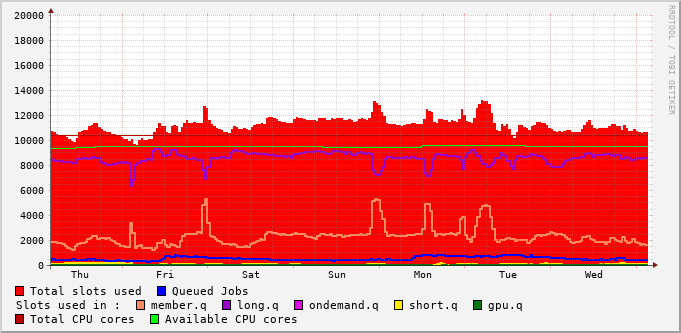 20000
18000
16000
14000
12000
10000
8000
6000
4000
2000
0
Thu Fri Sat Sun Mon Tue Wed
RRDTOOL / TOBI OETIKER
Total slots used Queued Jobs
Slots used in : member.q long.q ondemand.q short.q gpu.q
Total CPU cores Available CPU cores